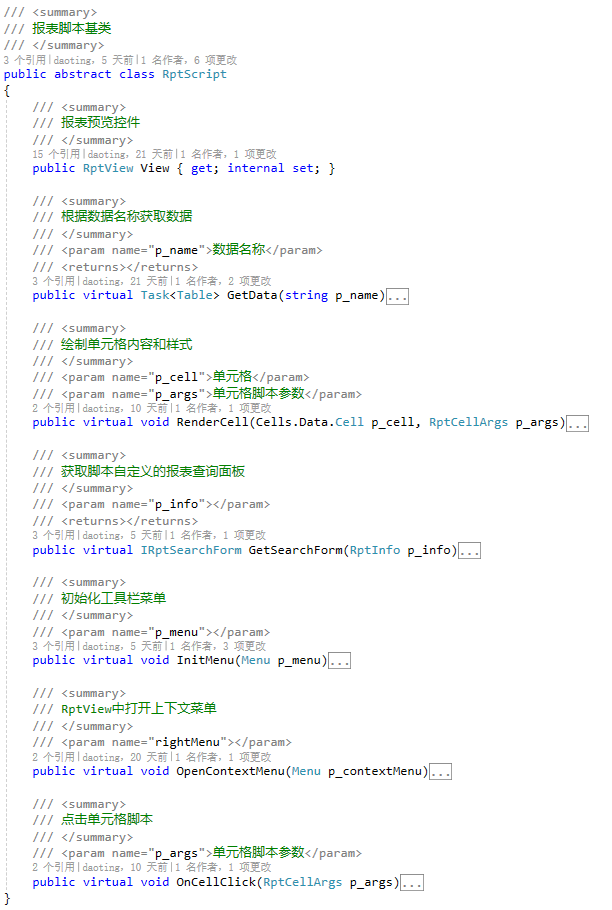 /// <summary>
/// 报表脚本基类
/// </summary>
3 个引用|daoting，5 天前|1 名作者，6 项更改
public abstract class RptScript
{
/// <summary>
/// 报表预览控件
/// </summary>
15 个引用|daoting，21 天前|1 名作者，1 项更改
public RptView View { get; internal set; }
/// <summary>
/// 根据数据名称获取数据
/// </summary>
/// <param name="p_name">数据名称</param>
/// <returns></returns>
3 个引用|daoting，21 天前|1 名作者，2 项更改
public virtual Task<Table> GetData(string p_name)...
/// <summary>
/// 绘制单元格内容和样式
/// </summary>
/// <param name="p_cell">单元格</param>
/// <param name="p_args">单元格脚本参数</param>
2 个引用|daoting，10 天前|1 名作者，1 项更改
public virtual void RenderCell(Cells.Data.Cell p_cell, RptCellArgs p_args)...
/// <summary>
/// 获取脚本自定义的报表查询面板
/// </summary>
/// <param name="p_info"></param>
/// <returns></returns>
3 个引用|daoting，5 天前|1 名作者，1 项更改
public virtual IRptSearchForm GetSearchForm(RptInfo p_info)...
/// <summary>
/// 初始化工具栏菜单
/// </summary>
/// <param name="p_menu"></param>
3 个引用|daoting，5 天前|1 名作者，3 项更改
public virtual void InitMenu(Menu p_menu)...
/// <summary>
/// RptView中打开上下文菜单
/// </summary>
/// <param name="rightMenu"></param>
2 个引用|daoting，20 天前|1 名作者，1 项更改
public virtual void OpenContextMenu(Menu p_contextMenu)...
/// <summary>
/// 点击单元格脚本
/// </summary>
/// <param name="p_args">单元格脚本参数</param>
2 个引用|daoting，10 天前|1 名作者，1 项更改
public virtual void OnCellClick(RptCellArgs p_args)...
}